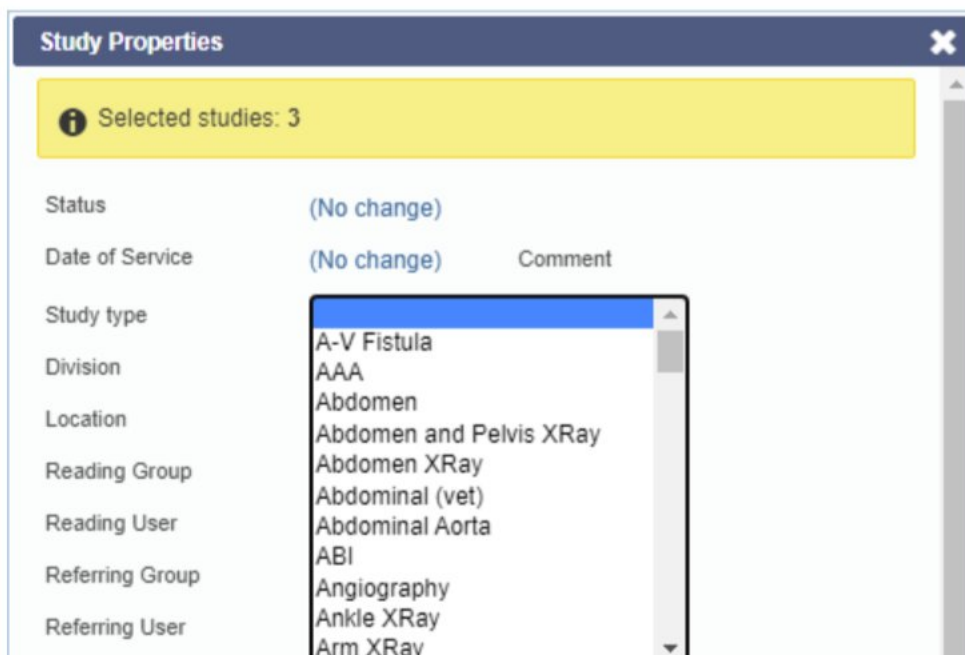 Study Properties
Selected studies: 3
Status (No change)
Date of Service (No change) Comment
Study type
Division
Location
Reading Group
Reading User
Referring Group
Referring User
A-V Fistula
AAA
Abdomen
Abdomen and Pelvis XRay
Abdomen XRay
Abdominal (vet)
Abdominal Aorta
ABI
Angiography
Ankle XRay
Arm XRay